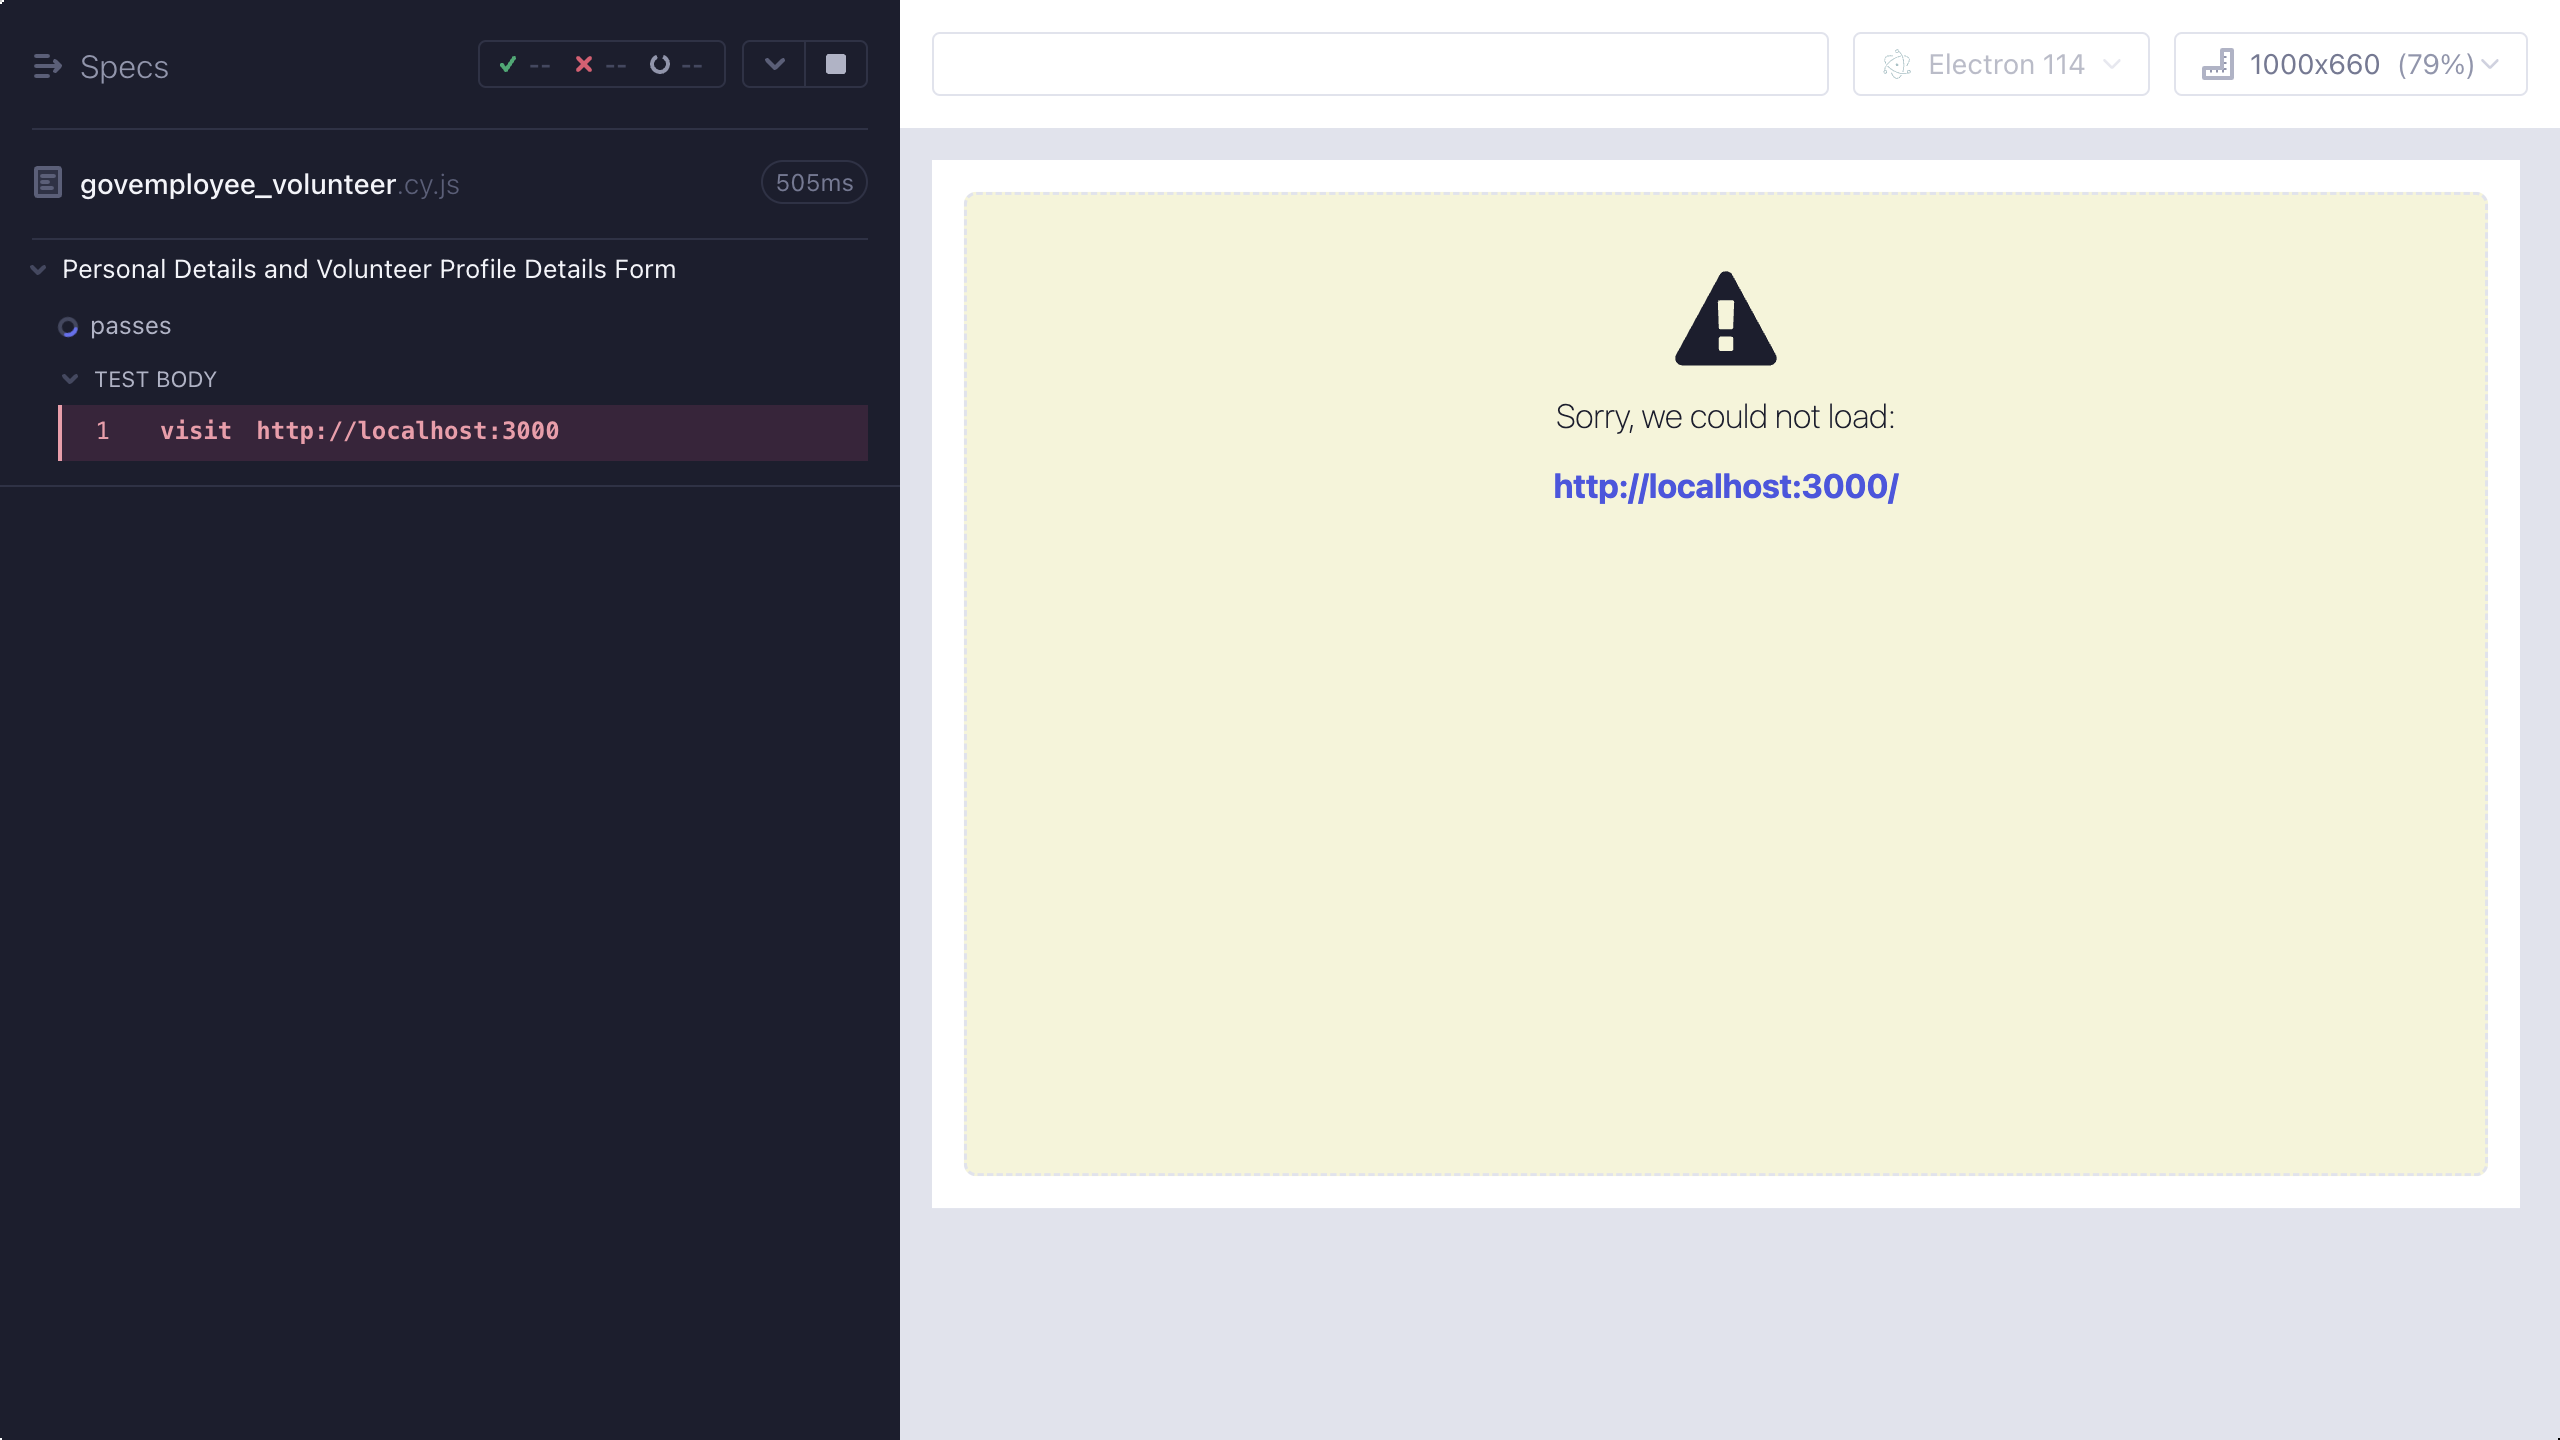 Specs
-- -- --
Electron 114
1000x660 (79%)
govemployee_volunteer.cy.js
505ms
Personal Details and Volunteer Profile Details Form
passes
TEST BODY
1 visit http://localhost:3000
Sorry, we could not load:
http://localhost:3000/